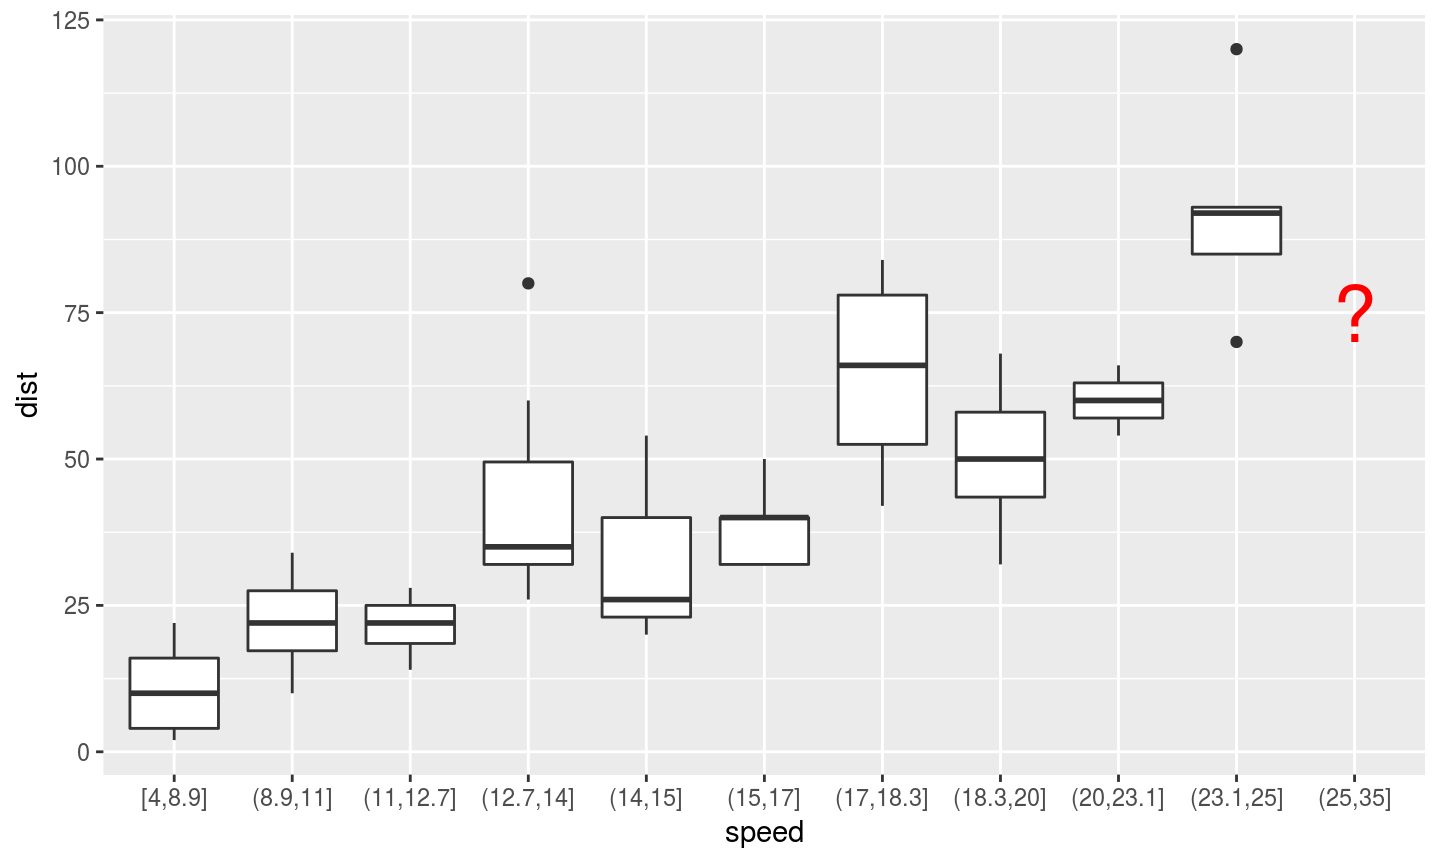 125
100
75
50
25
0
dist
?
[4,8.9] (8.9,11] (11,12.7] (12.7,14] (14,15] (15,17] (17,18.3] (18.3,20] (20,23.1] (23.1,25] (25,35]
speed